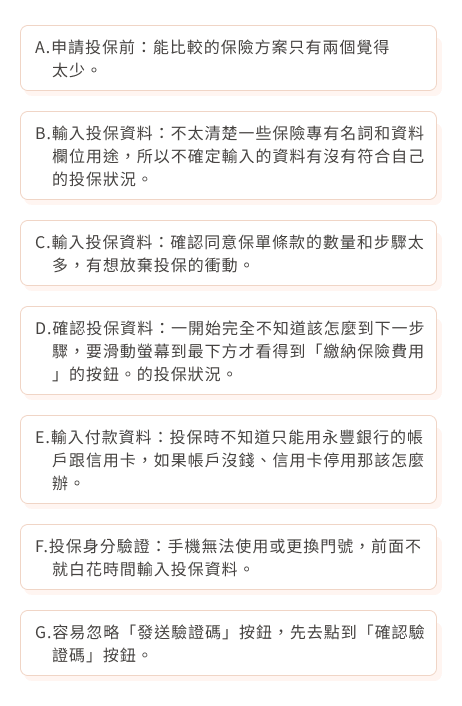 A.申請投保前：能比較的保險方案只有兩個覺得
太少。
B.輸入投保資料：不太清楚一些保險專有名詞和資料
欄位用途，所以不確定輸入的資料有沒有符合自己
的投保狀況。
C.輸入投保資料：確認同意保單條款的數量和步驟太
多，有想放棄投保的衝動。
D.確認投保資料：一開始完全不知道該怎麼到下一步
驟，要滑動螢幕到最下方才看得到「繳納保險費用
」的按鈕。的投保狀況。
E.輸入付款資料：投保時不知道只能用永豐銀行的帳
戶跟信用卡，如果帳戶沒錢、信用卡停用那該怎麼
辦。
F.投保身分驗證：手機無法使用或更換門號，前面不
就白花時間輸入投保資料。
G.容易忽略「發送驗證碼」按鈕，先去點到「確認驗
證碼」按鈕。